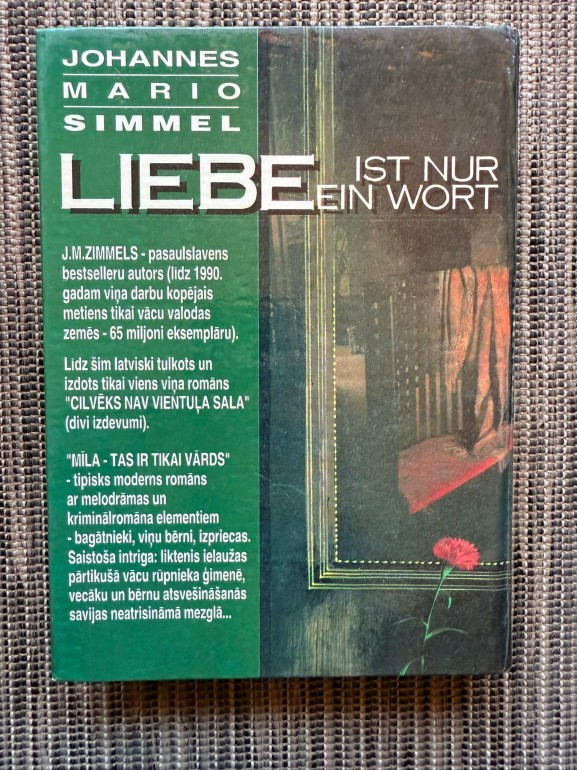 JOHANNES
MARIO
SIMMEL
LIEBE IST NUR
EIN WORT
J.M.ZIMMELS - pasaulslavens
bestselleru autors (līdz 1990.
gadam viņa darbu kopējais
metiens tikai vācu valodas
zemēs - 65 miljoni eksemplāru).
Līdz šim latviski tulkots un
izdots tikai viens viņa romāns
"CILVĒKS NAV VIENTUĻA SALA"
(divi izdevumi).
"MĪLA - TAS IR TIKAI VĀRDS"
- tipisks moderns romāns
ar melodrāmas un
kriminālromāna elementiem
- bagātnieki, viņu bērni, izpriecas.
Saistoša intriga: liktenis ielaužas
pārtikušā vācu rūpnieka ģimenē,
vecāku un bērnu atsvešināšanās
savijas neatrisināmā mezglā...